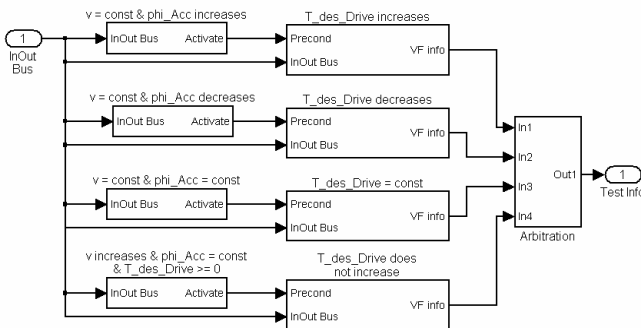 v = const & phi_Acc increases
T_des_Drive increases
1
InOut Bus
Activate
Precond
InOut Bus
VF info
InOut
Bus
v = const & phi_Acc decreases
T_des_Drive decreases
InOut Bus
Activate
Precond
InOut Bus
VF info
In1
In2
In3
In4
Out1
Arbitration
1
Test Info
v = const & phi_Acc = const
T_des_Drive = const
InOut Bus
Activate
Precond
InOut Bus
VF info
v increases & phi_Acc = const
& T_des_Drive >= 0
T_des_Drive does
not increase
InOut Bus
Activate
Precond
InOut Bus
VF info